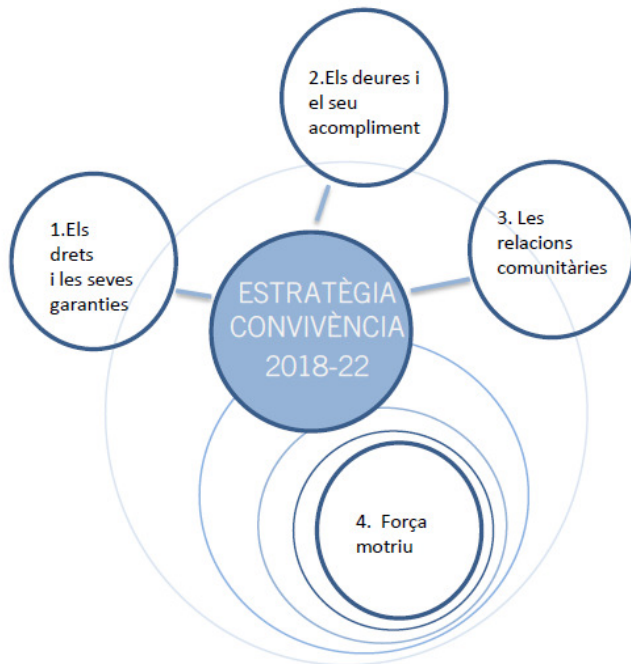 2.Els deures i
el seu
acompliment
1.Els
drets
i les seves
garanties
3. Les
relacions
comunitàries
ESTRATÈGIA
CONVIVÈNCIA
2018-22
4. Força
motriu